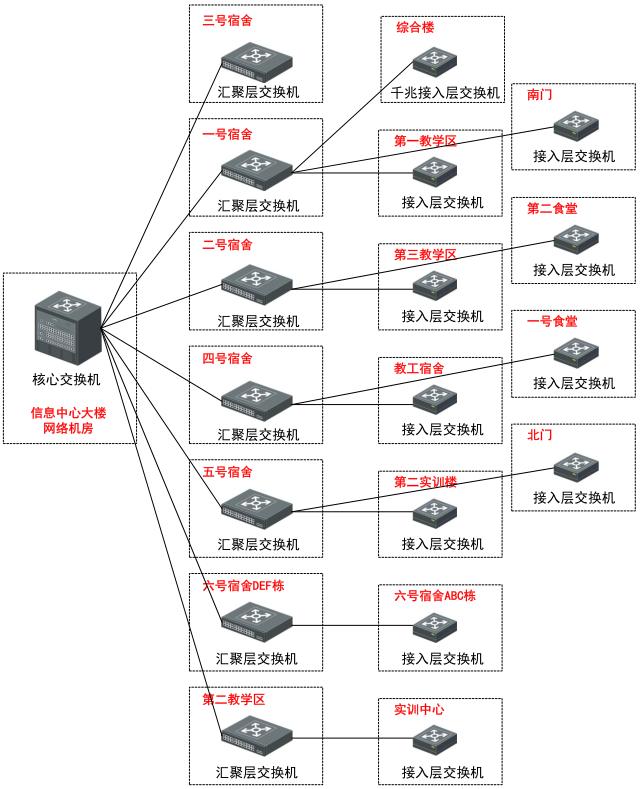 三号宿舍
汇聚层交换机
综合楼
千兆接入层交换机
一号宿舍
汇聚层交换机
第一教学区
接入层交换机
南门
接入层交换机
二号宿舍
汇聚层交换机
第三教学区
接入层交换机
第二食堂
接入层交换机
核心交换机
信息中心大楼
网络机房
四号宿舍
汇聚层交换机
教工宿舍
接入层交换机
一号食堂
接入层交换机
五号宿舍
汇聚层交换机
第二实训楼
接入层交换机
北门
接入层交换机
六号宿舍DEF栋
汇聚层交换机
六号宿舍ABC栋
接入层交换机
第二教学区
汇聚层交换机
实训中心
接入层交换机